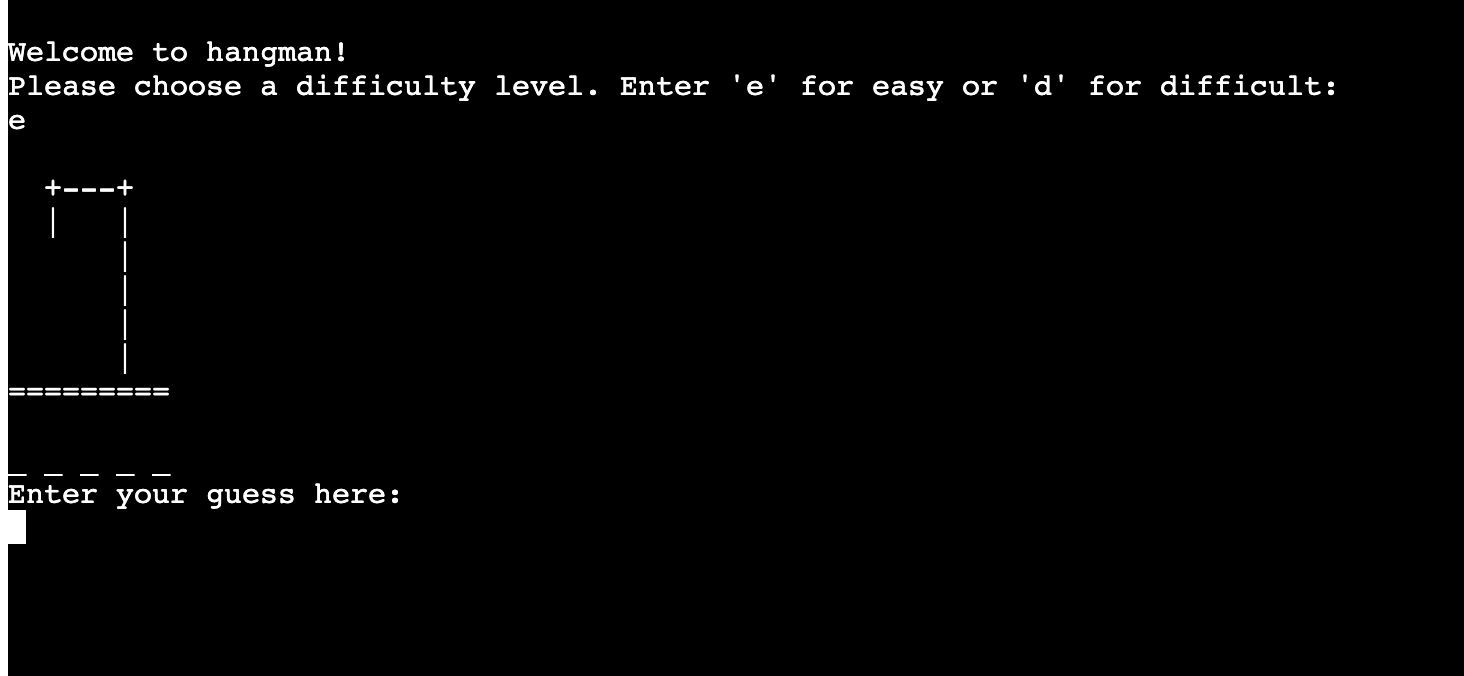 Welcome to hangman!
Please choose a difficulty level. Enter 'e' for easy or 'd' for difficult:
e
  +---+
  |   |
      |
      |
      |
      |
=========
_ _ _ _ _
Enter your guess here: